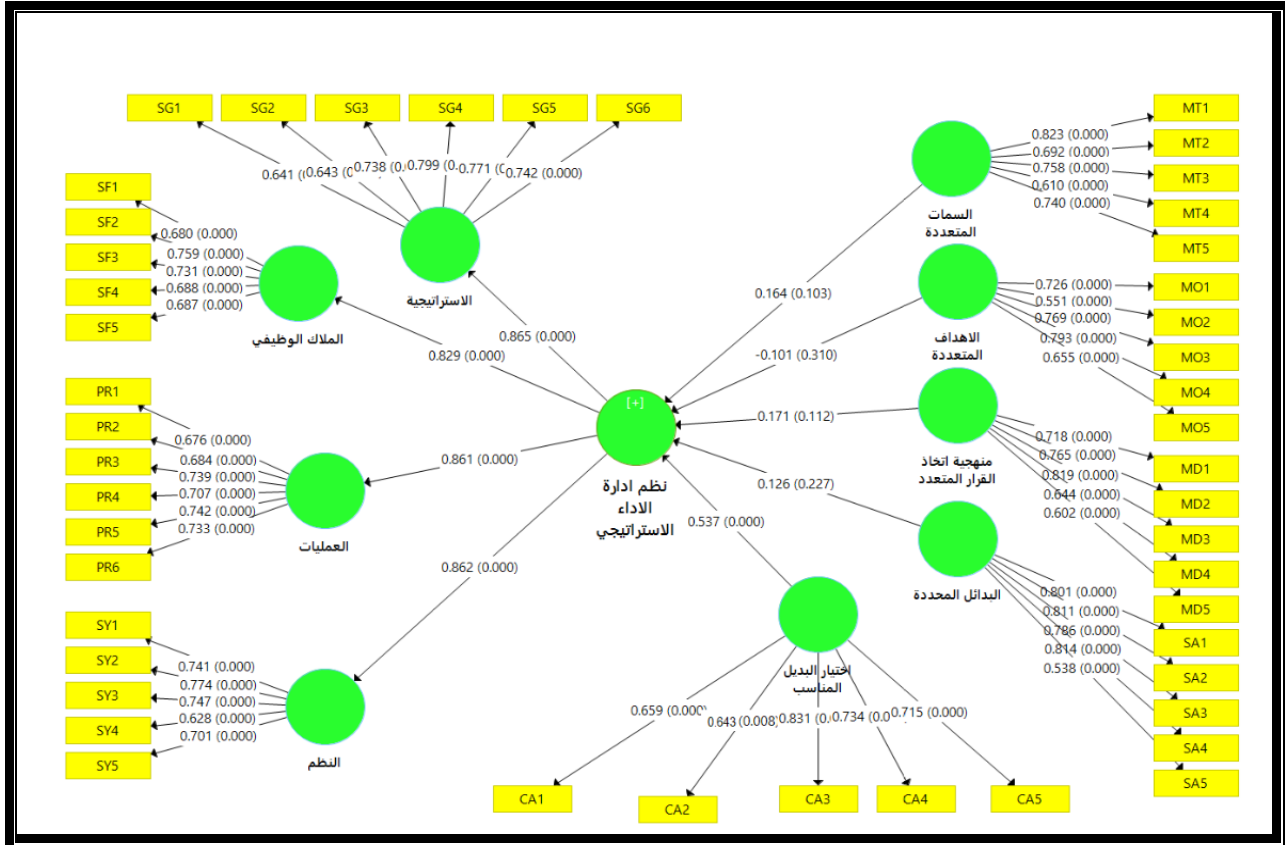 SG1
SG2
SG3
SG4
SG5
SG6
0.641
0.643
0.738
0.799
0.771
0.742 (0.000)
SF1
SF2
SF3
SF4
SF5
0.680 (0.000)
0.759 (0.000)
0.731 (0.000)
0.688 (0.000)
0.687 (0.000)
الاستراتيجية
الملاك الوظيفي
0.865 (0.000)
0.829 (0.000)
PR1
PR2
PR3
PR4
PR5
PR6
0.676 (0.000)
0.684 (0.000)
0.739 (0.000)
0.707 (0.000)
0.742 (0.000)
0.733 (0.000)
العمليات
0.861 (0.000)
0.862 (0.000)
SY1
SY2
SY3
SY4
SY5
0.741 (0.000)
0.774 (0.000)
0.747 (0.000)
0.628 (0.000)
0.701 (0.000)
النظم
[+]
نظم ادارة
الاداء
الاستراتيجي
0.164 (0.103)
-0.101 (0.310)
0.171 (0.112)
0.126 (0.227)
0.537 (0.000)
السمات
المتعددة
0.823 (0.000)
0.692 (0.000)
0.758 (0.000)
0.610 (0.000)
0.740 (0.000)
MT1
MT2
MT3
MT4
MT5
الاهداف
المتعددة
0.726 (0.000)
0.551 (0.000)
0.769 (0.000)
0.793 (0.000)
0.655 (0.000)
MO1
MO2
MO3
MO4
MO5
منهجية اتخاذ
القرار المتعدد
0.718 (0.000)
0.765 (0.000)
0.819 (0.000)
0.644 (0.000)
0.602 (0.000)
MD1
MD2
MD3
MD4
MD5
البدائل المحددة
0.801 (0.000)
0.811 (0.000)
0.786 (0.000)
0.814 (0.000)
0.538 (0.000)
SA1
SA2
SA3
SA4
SA5
اختيار البديل
المناسب
0.659 (0.000)
0.643 (0.008)
0.831
0.734
0.715 (0.000)
CA1
CA2
CA3
CA4
CA5